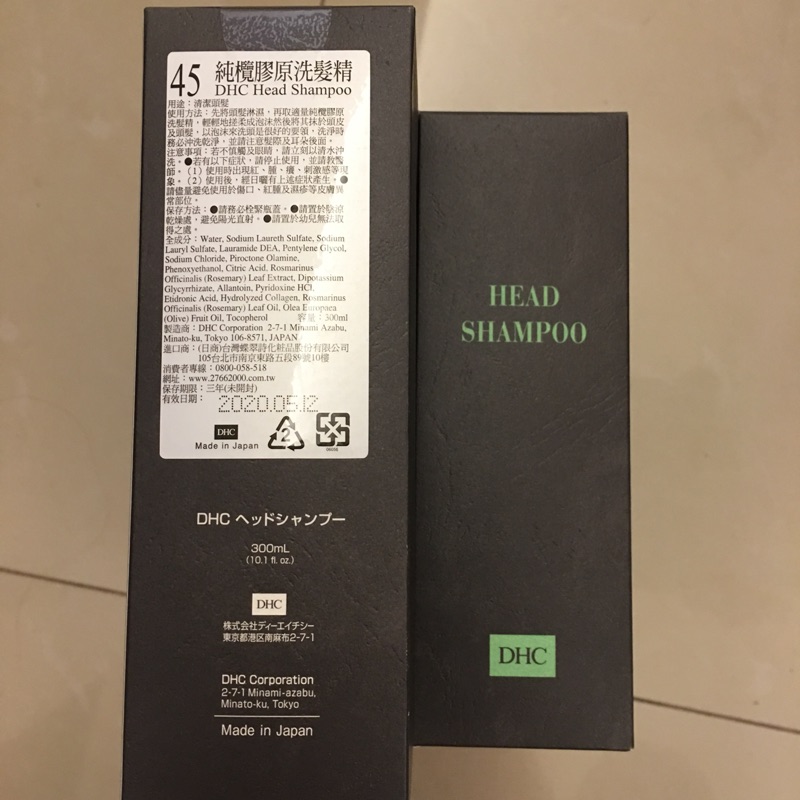 45 純欖膠原洗髮精
DHC Head Shampoo
用途：清潔頭髮
使用方法：先將頭髮淋濕，再取適量純欖膠原
洗髮精，輕輕地搓柔成泡沫然後將其抹於頭皮
及頭髮，以泡沫來洗頭是很好的要領，洗淨時
務必沖洗乾淨，並請注意髮際及耳朵後面。
注意事項：若不慎觸及眼睛，請立刻以清水沖
洗。●若有以下症狀，請停止使用，並請教醫
師。（1）使用時出現紅、腫、癢、刺激感等現
象。（2）使用後，經日曬有上述症狀產生。●
請儘量避免使用於傷口、紅腫及濕疹等皮膚異
常部位。
保存方法：●請務必栓緊瓶蓋。●請置於陰涼
乾燥處，避免陽光直射。●請置於幼兒無法取
得之處。
全成分：Water, Sodium Laureth Sulfate, Sodium
Lauryl Sulfate, Lauramide DEA, Pentylene Glycol,
Sodium Chloride, Piroctone Olamine,
Phenoxyethanol, Citric Acid, Rosmarinus
Officinalis (Rosemary) Leaf Extract, Dipotassium
Glycyrrhizate, Allantoin, Pyridoxine HCl,
Etidronic Acid, Hydrolyzed Collagen, Rosmarinus
Officinalis (Rosemary) Leaf Oil, Olea Europaea
(Olive) Fruit Oil, Tocopherol 容量：300ml
製造商：DHC Corporation 2-7-1 Minami Azabu,
Minato-ku, Tokyo 106-8571, JAPAN
進口商：(日商)台灣蝶翠詩化粧品股份有限公司
105台北市南京東路五段89號10樓
消費者專線：0800-058-518
網址：www.27662000.com.tw
保存期限：三年(未開封)
有效日期：
2020.05.12
DHC
Made in Japan
2
DHC ヘッドシャンプー
300mL
(10.1 fl. oz.)
DHC
株式会社ディーエイチシー
東京都港区南麻布2-7-1
DHC Corporation
2-7-1 Minami-azabu,
Minato-ku, Tokyo
Made in Japan
HEAD
SHAMPOO
DHC